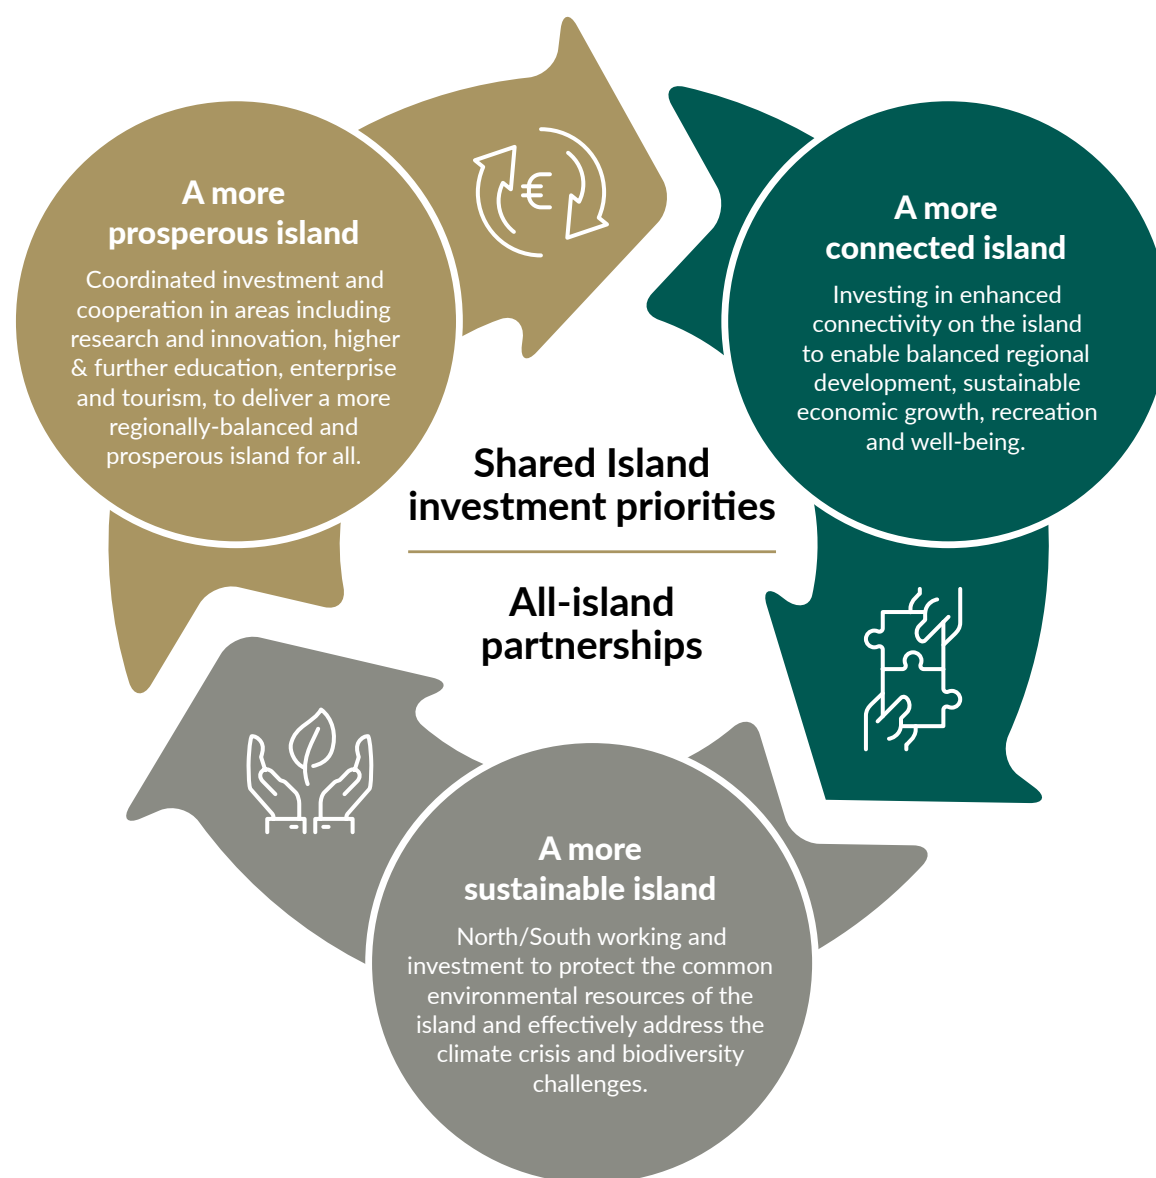 A more
prosperous island
Coordinated investment and
cooperation in areas including
research and innovation, higher
& further education, enterprise
and tourism, to deliver a more
regionally-balanced and
prosperous island for all.
€
A more
connected island
Investing in enhanced
connectivity on the island
to enable balanced regional
development, sustainable
economic growth, recreation
and well-being.
Shared Island
investment priorities
All-island
partnerships
A more
sustainable island
North/South working and
investment to protect the common
environmental resources of the
island and effectively address the
climate crisis and biodiversity
challenges.